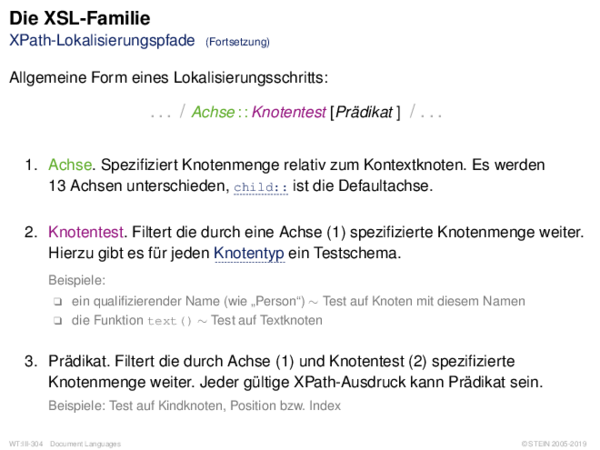 Die XSL-Familie
XPath-Lokalisierungspfade (Fortsetzung)
Allgemeine Form eines Lokalisierungsschritts:
... / Achse::Knotentest [Prädikat ] / ...
1. Achse. Spezifiziert Knotenmenge relativ zum Kontextknoten. Es werden
13 Achsen unterschieden, child:: ist die Defaultachse.
2. Knotentest. Filtert die durch eine Achse (1) spezifizierte Knotenmenge weiter.
Hierzu gibt es für jeden Knotentyp ein Testschema.
Beispiele:
❑ ein qualifizierender Name (wie „Person“) ∼ Test auf Knoten mit diesem Namen
❑ die Funktion text() ∼ Test auf Textknoten
3. Prädikat. Filtert die durch Achse (1) und Knotentest (2) spezifizierte
Knotenmenge weiter. Jeder gültige XPath-Ausdruck kann Prädikat sein.
Beispiele: Test auf Kindknoten, Position bzw. Index
WT:III-304 Document Languages © STEIN 2005-2019